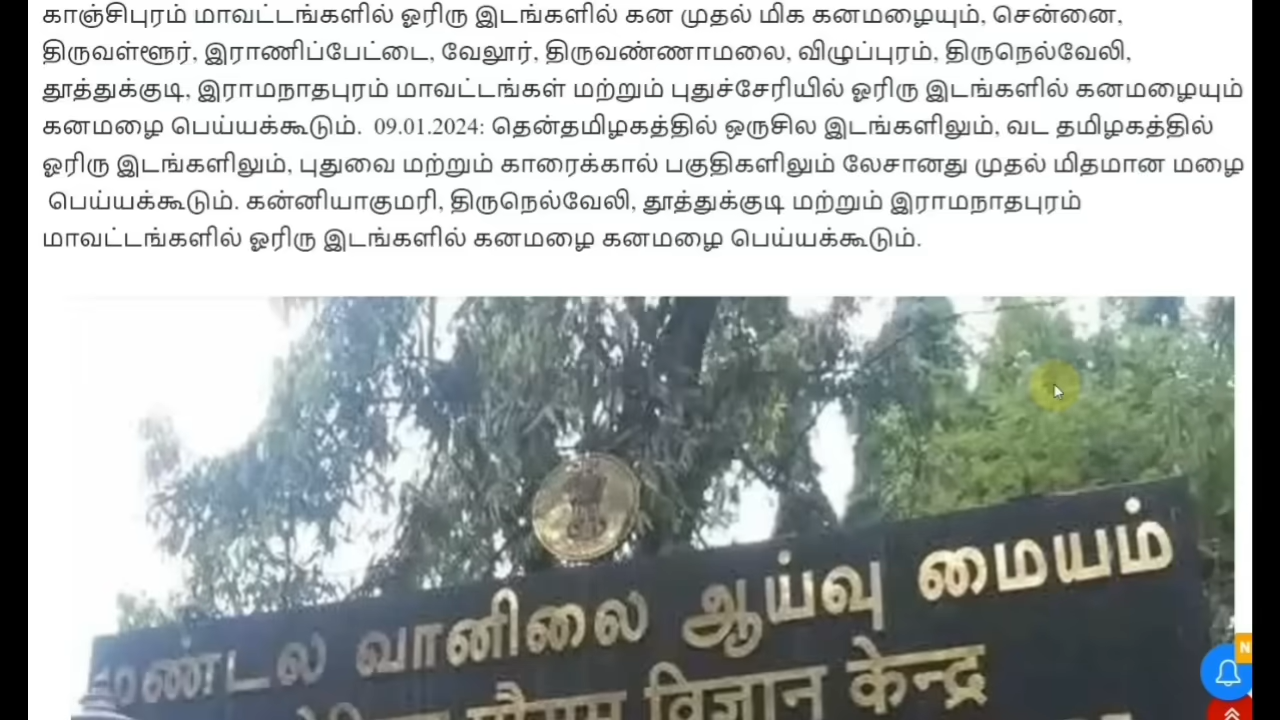 காஞ்சிபுரம் மாவட்டங்களில் ஓரிரு இடங்களில் கன முதல் மிக கனமழையும், சென்னை,
திருவள்ளூர், இராணிப்பேட்டை, வேலூர், திருவண்ணாமலை, விழுப்புரம், திருநெல்வேலி,
தூத்துக்குடி, இராமநாதபுரம் மாவட்டங்கள் மற்றும் புதுச்சேரியில் ஓரிரு இடங்களில் கனமழையும்
கனமழை பெய்யக்கூடும். 09.01.2024: தென்தமிழகத்தில் ஒருசில இடங்களிலும், வட தமிழகத்தில்
ஓரிரு இடங்களிலும், புதுவை மற்றும் காரைக்கால் பகுதிகளிலும் லேசானது முதல் மிதமான மழை
பெய்யக்கூடும். கன்னியாகுமரி, திருநெல்வேலி, தூத்துக்குடி மற்றும் இராமநாதபுரம்
மாவட்டங்களில் ஓரிரு இடங்களில் கனமழை கனமழை பெய்யக்கூடும்.
மண்டல வானிலை ஆய்வு மையம்
मौसम विज्ञान केन्द्र
N